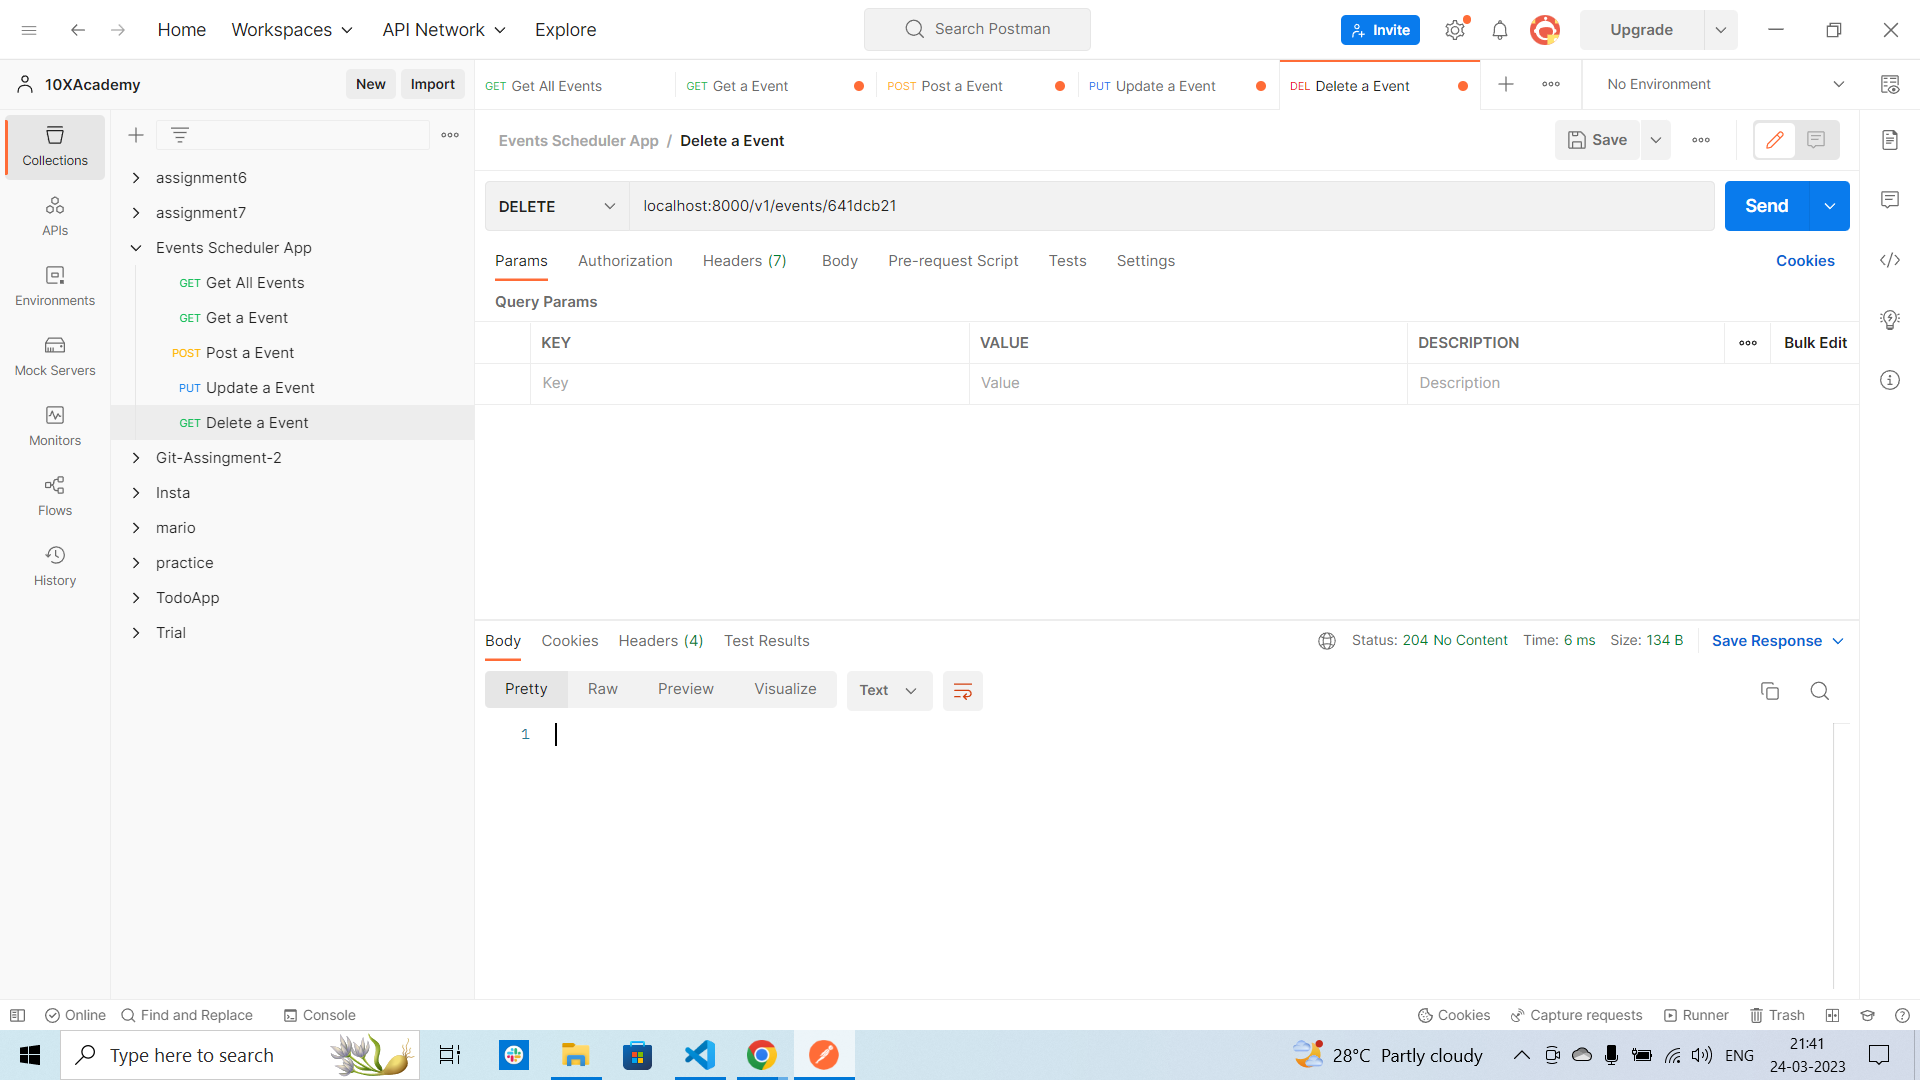 Home Workspaces API Network Explore Search Postman Invite Upgrade
10XAcademy New Import
GET Get All Events GET Get a Event POST Post a Event PUT Update a Event DEL Delete a Event No Environment
Collections
APIs
Environments
Mock Servers
Monitors
Flows
History
assignment6
assignment7
Events Scheduler App
GET Get All Events
GET Get a Event
POST Post a Event
PUT Update a Event
GET Delete a Event
Git-Assingment-2
Insta
mario
practice
TodoApp
Trial
Events Scheduler App / Delete a Event Save
DELETE localhost:8000/v1/events/641dcb21 Send
Params Authorization Headers (7) Body Pre-request Script Tests Settings Cookies
Query Params
KEY VALUE DESCRIPTION Bulk Edit
Key Value Description
Body Cookies Headers (4) Test Results Status: 204 No Content Time: 6 ms Size: 134 B Save Response
Pretty Raw Preview Visualize Text
1
Online Find and Replace Console Cookies Capture requests Runner Trash
Type here to search 28°C Partly cloudy ENG 21:41
24-03-2023